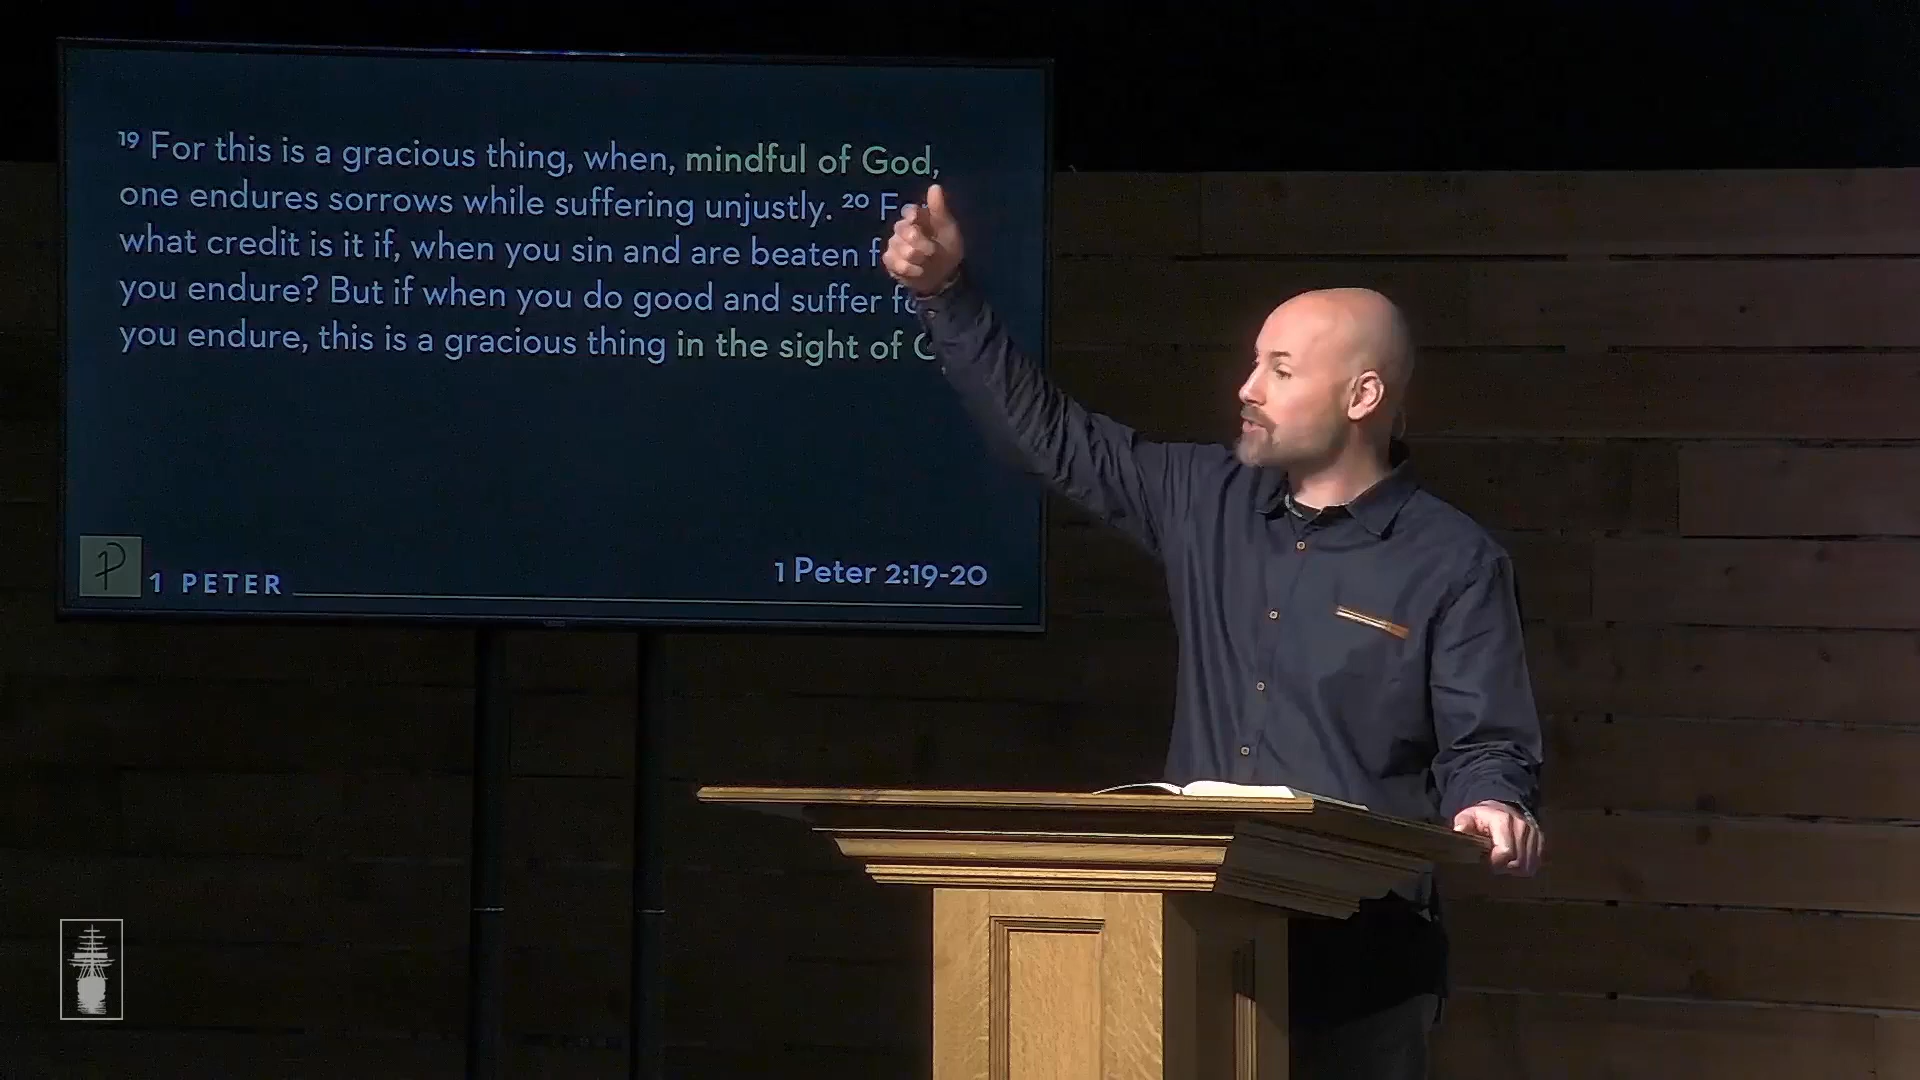 19 For this is a gracious thing, when, mindful of God,
one endures sorrows while suffering unjustly. 20
what credit is it if, when you sin and are beaten
you endure? But if when you do good and suffer
you endure, this is a gracious thing in the sight of
1 PETER
1 Peter 2:19-20